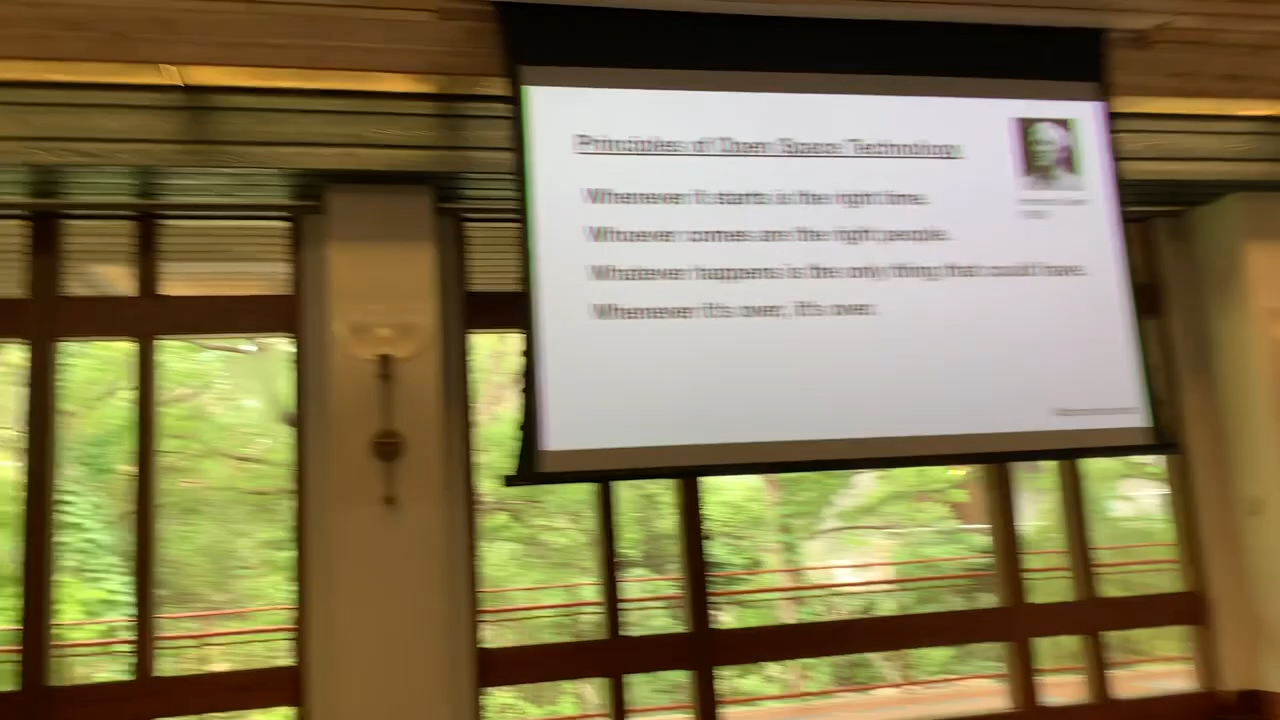 Principles of Open Space Technology
Whenever it starts is the right time.
Whoever comes are the right people.
Whatever happens is the only thing that could have.
Whenever it's over, it's over.